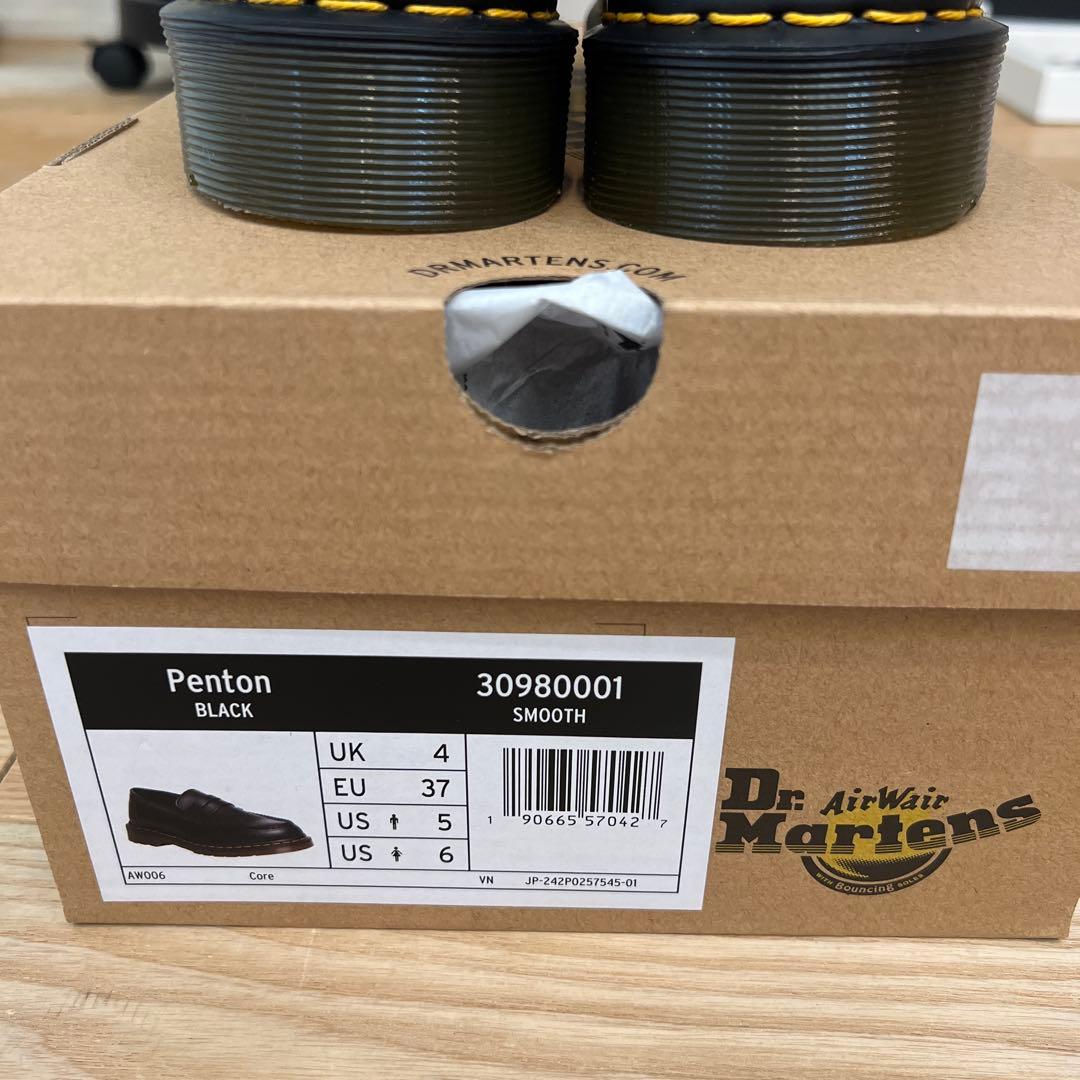 DRMARTENS.COM
Penton
BLACK
30980001
SMOOTH
UK 4
EU 37
US 5
US 6
1 90665 57042 7
AW006 Core VN JP-242P0257545-01
Dr. AirWair
Martens
WITH Bouncing SOLES